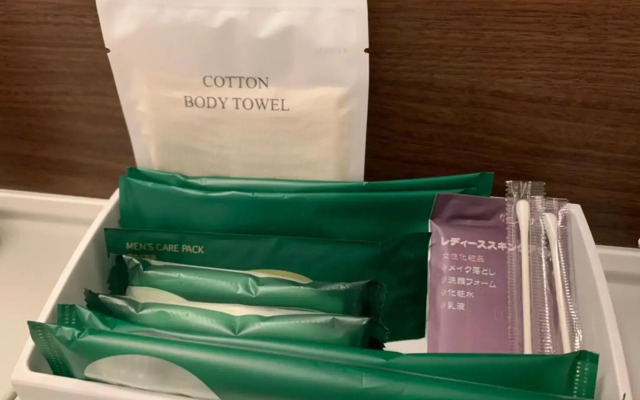 COTTON
BODY TOWEL
MEN'S CARE PACK
レディーススキン
女性化粧品
メイク落とし
洗顔フォーム
化粧水
乳液